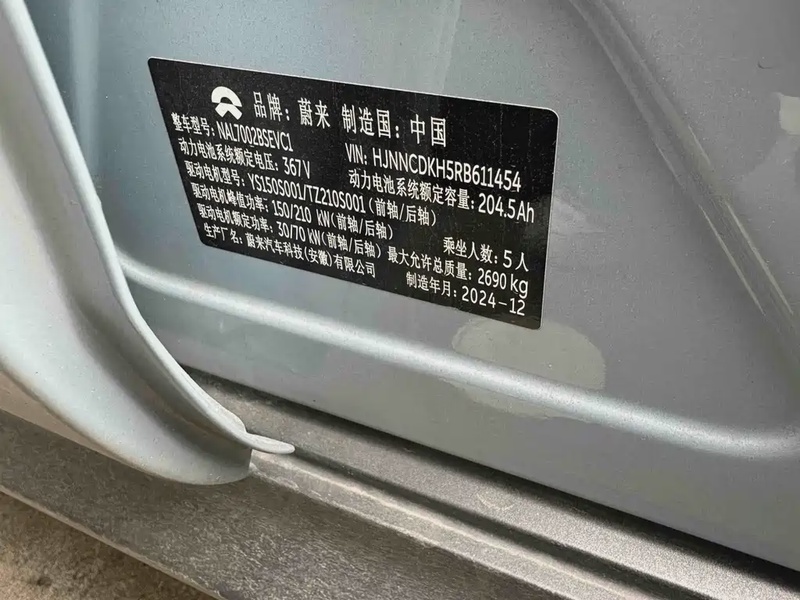 品牌：蔚来 制造国：中国
整车型号：NAL7002BSEVC1 VIN: HJNNCDKH5RB611454
动力电池系统额定电压：367V 动力电池系统额定容量：204.5Ah
驱动电机型号：YS150S001/TZ210S001（前轴/后轴）
驱动电机峰值功率：150/210 kW（前轴/后轴） 乘坐人数：5人
驱动电机额定功率：30/70 kW（前轴/后轴） 最大允许总质量：2690 kg
生产厂名：蔚来汽车科技（安徽）有限公司 制造年月：2024-12